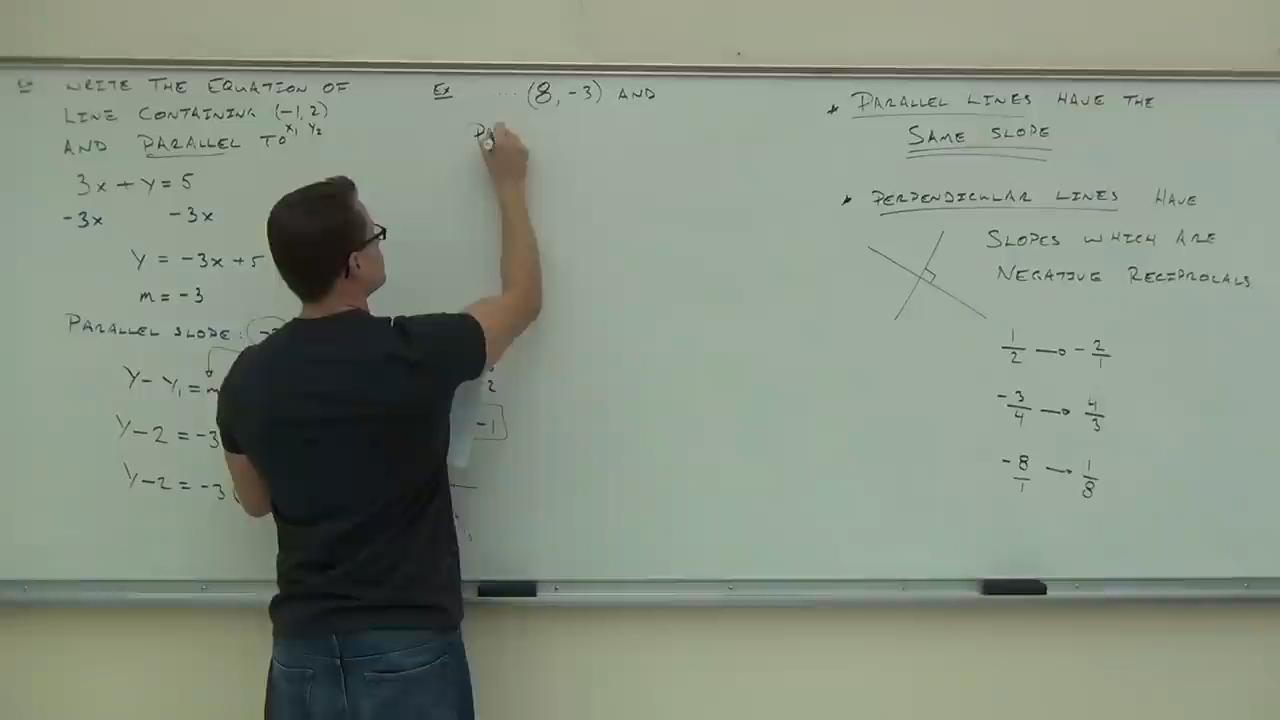 Ex WRITE THE EQUATION OF
LINE CONTAINING (-1, 2)
x₁ y₂
AND PARALLEL TO
3x + y = 5
-3x -3x
y = -3x + 5
m = -3
PARALLEL SLOPE:
y - y₁ = m
y - 2 = -3
y - 2 = -3
2
-1
Ex ... (8, -3) AND
PA
* PARALLEL LINES HAVE THE
SAME SLOPE
* PERPENDICULAR LINES HAVE
SLOPES WHICH ARE
NEGATIVE RECIPROCALS
1/2 → -2/1
-3/4 → 4/3
-8/1 → 1/8